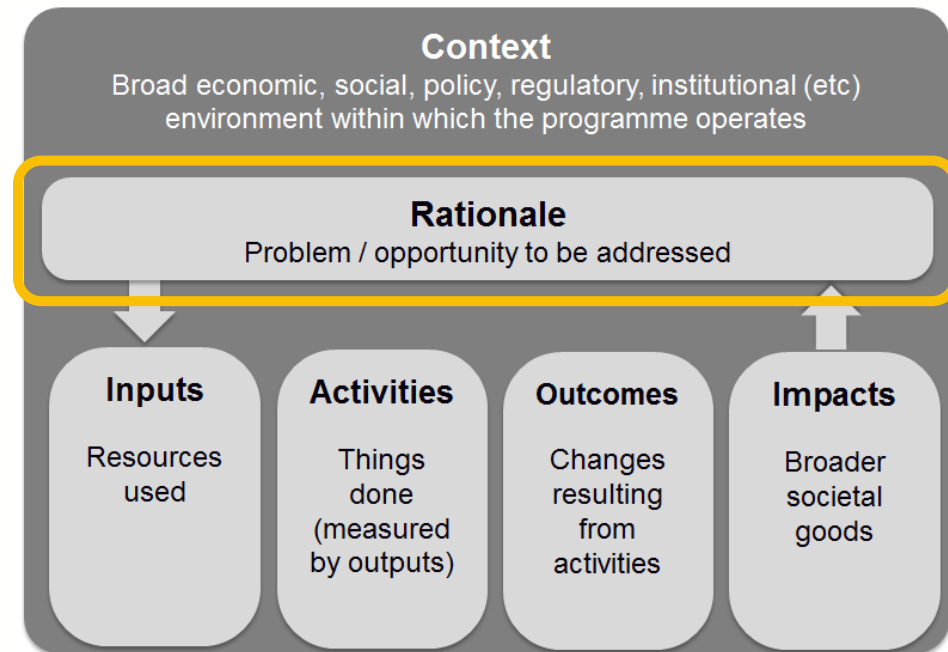 Context
Broad economic, social, policy, regulatory, institutional (etc)
environment within which the programme operates
Rationale
Problem / opportunity to be addressed
Inputs
Resources
used
Activities
Things
done
(measured
by outputs)
Outcomes
Changes
resulting
from
activities
Impacts
Broader
societal
goods